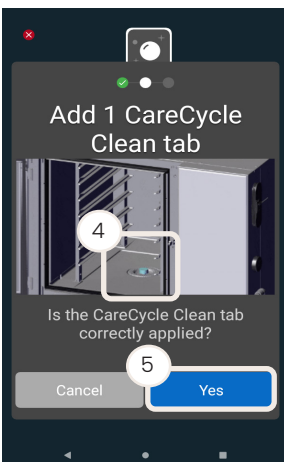 Add 1 CareCycle
Clean tab
4
Is the CareCycle Clean tab
correctly applied?
5
Cancel
Yes